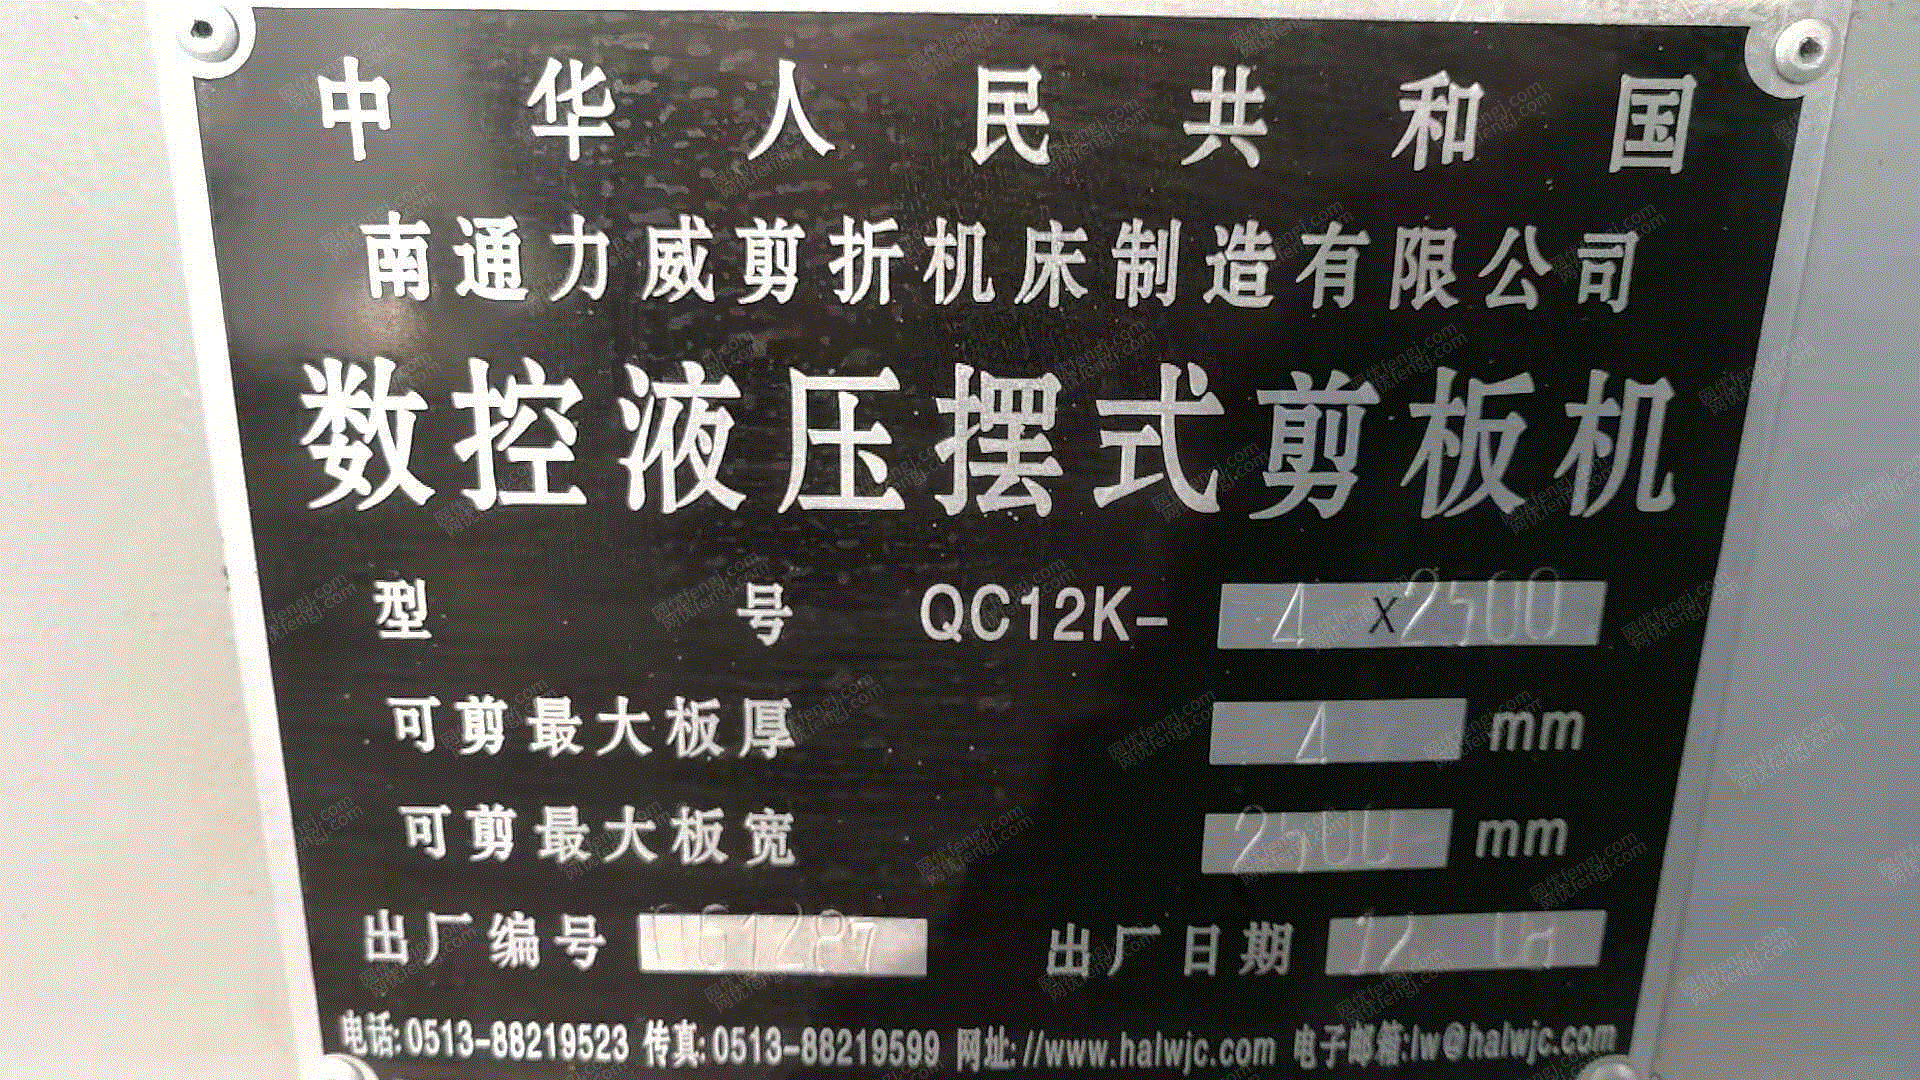 中华人民共和国
南通力威剪折机床制造有限公司
数控液压摆式剪板机
型号 QC12K- 4 x 2500
可剪最大板厚 4 mm
可剪最大板宽 2500 mm
出厂编号 出厂日期 12
电话:0513-88219523 传真:0513-88219599 网址://www.halwjc.com 电子邮箱:lw@halwjc.com